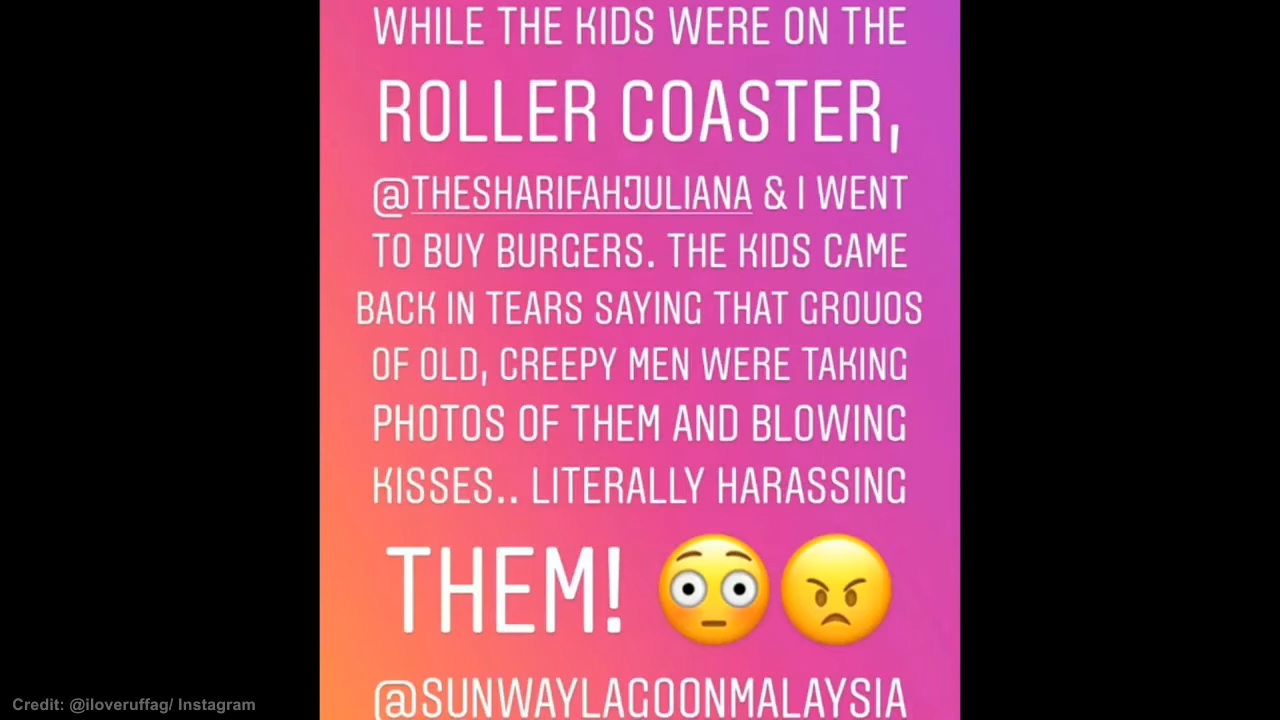 WHILE THE KIDS WERE ON THE
ROLLER COASTER,
@THESHARIFAHJULIANA & I WENT
TO BUY BURGERS. THE KIDS CAME
BACK IN TEARS SAYING THAT GROUOS
OF OLD, CREEPY MEN WERE TAKING
PHOTOS OF THEM AND BLOWING
KISSES.. LITERALLY HARASSING
THEM! 😳😠
@SUNWAYLAGOONMALAYSIA
Credit: @iloveruffag/ Instagram